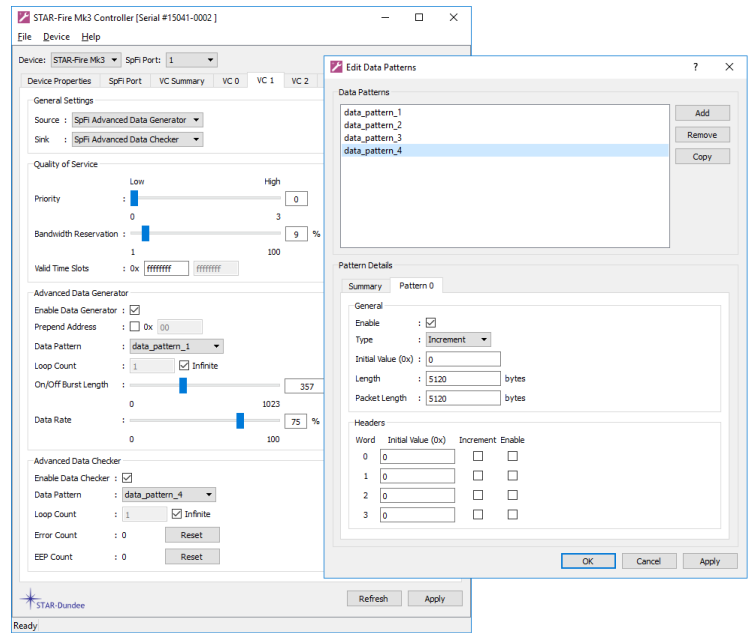 STAR-Fire Mk3 Controller [Serial #15041-0002 ]
File Device Help
Device: STAR-Fire Mk3 SpFi Port: 1
Device Properties SpFi Port VC Summary VC 0 VC 1 VC 2
General Settings
Source : SpFi Advanced Data Generator
Sink : SpFi Advanced Data Checker
Quality of Service
Low High
Priority : 0
0 3
Bandwidth Reservation : 9 %
1 100
Valid Time Slots : 0x ffffffff ffffffff
Advanced Data Generator
Enable Data Generator :
Prepend Address : 0x 00
Data Pattern : data_pattern_1
Loop Count : 1 Infinite
On/Off Burst Length : 357
0 1023
Data Rate : 75 %
0 100
Advanced Data Checker
Enable Data Checker :
Data Pattern : data_pattern_4
Loop Count : 1 Infinite
Error Count : 0 Reset
EEP Count : 0 Reset
STAR-Dundee
Refresh Apply
Ready
Edit Data Patterns ?
Data Patterns
data_pattern_1
data_pattern_2
data_pattern_3
data_pattern_4
Add
Remove
Copy
Pattern Details
Summary Pattern 0
General
Enable :
Type : Increment
Initial Value (0x) : 0
Length : 5120 bytes
Packet Length : 5120 bytes
Headers
Word Initial Value (0x) Increment Enable
0 0
1 0
2 0
3 0
OK Cancel Apply